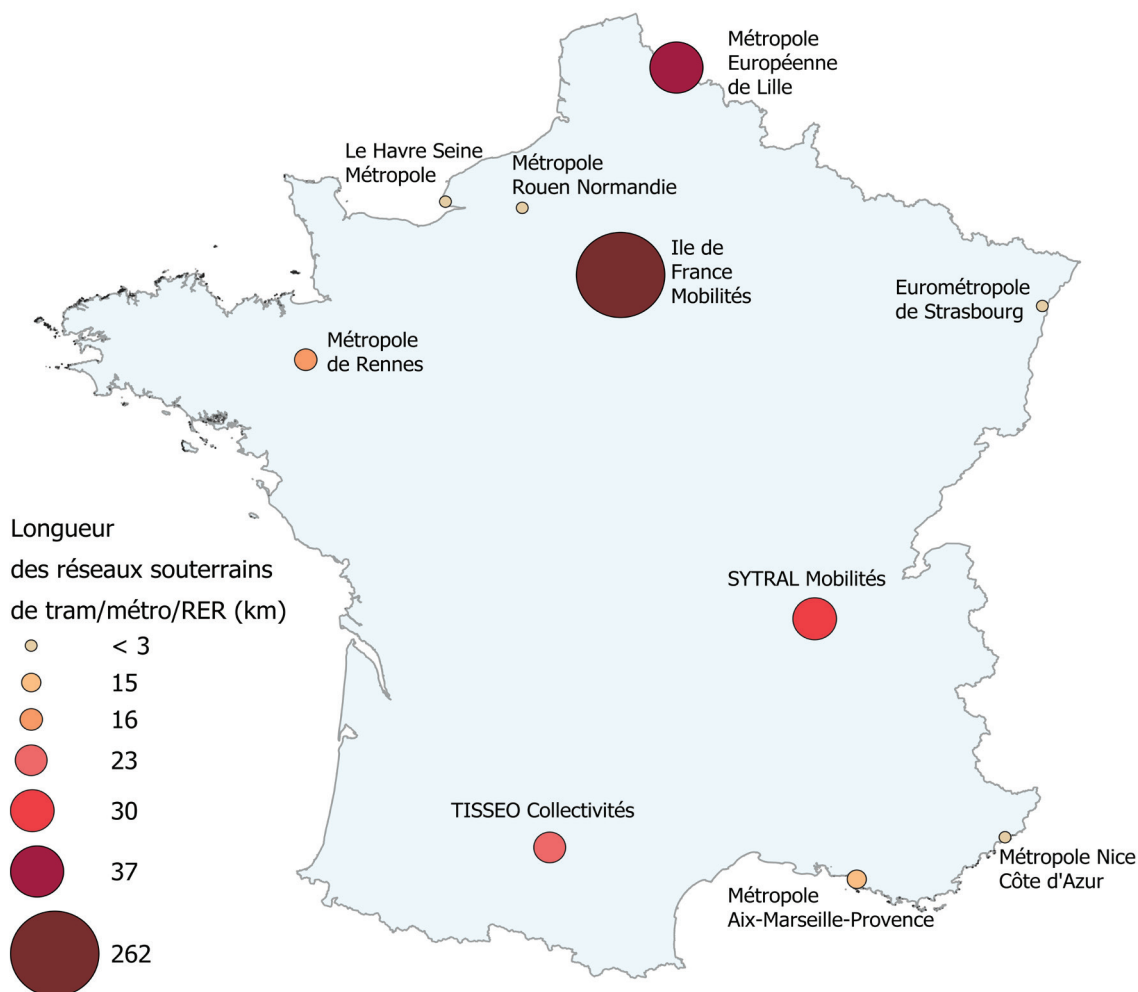 Métropole
Européenne
de Lille
Le Havre Seine
Métropole
Métropole
Rouen Normandie
Ile de
France
Mobilités
Eurométropole
de Strasbourg
Métropole
de Rennes
SYTRAL Mobilités
TISSEO Collectivités
Métropole
Aix-Marseille-Provence
Métropole Nice
Côte d'Azur
Longueur
des réseaux souterrains
de tram/métro/RER (km)
< 3
15
16
23
30
37
262